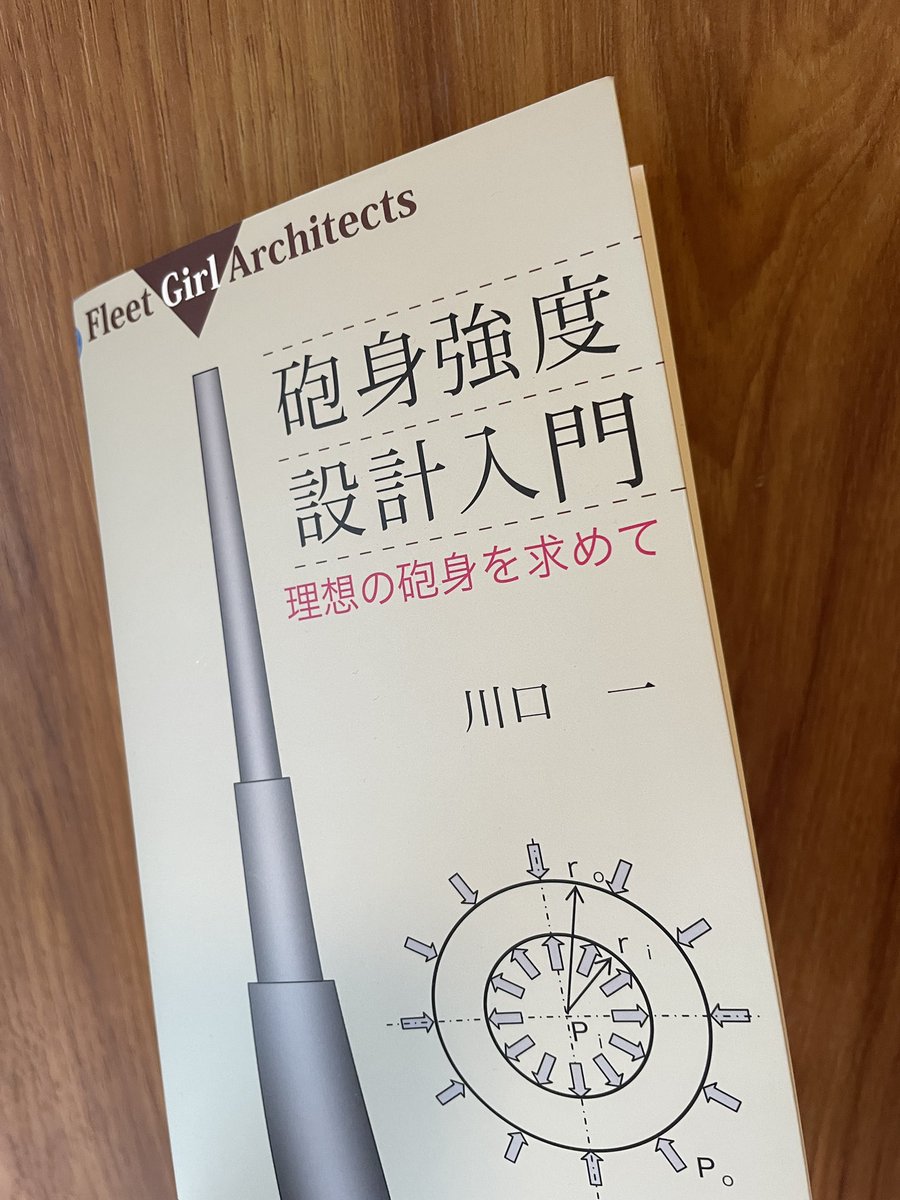 Fleet Girl Architects
砲身強度
設計入門
理想の砲身を求めて
川口 一
r o
r i
P i
P o